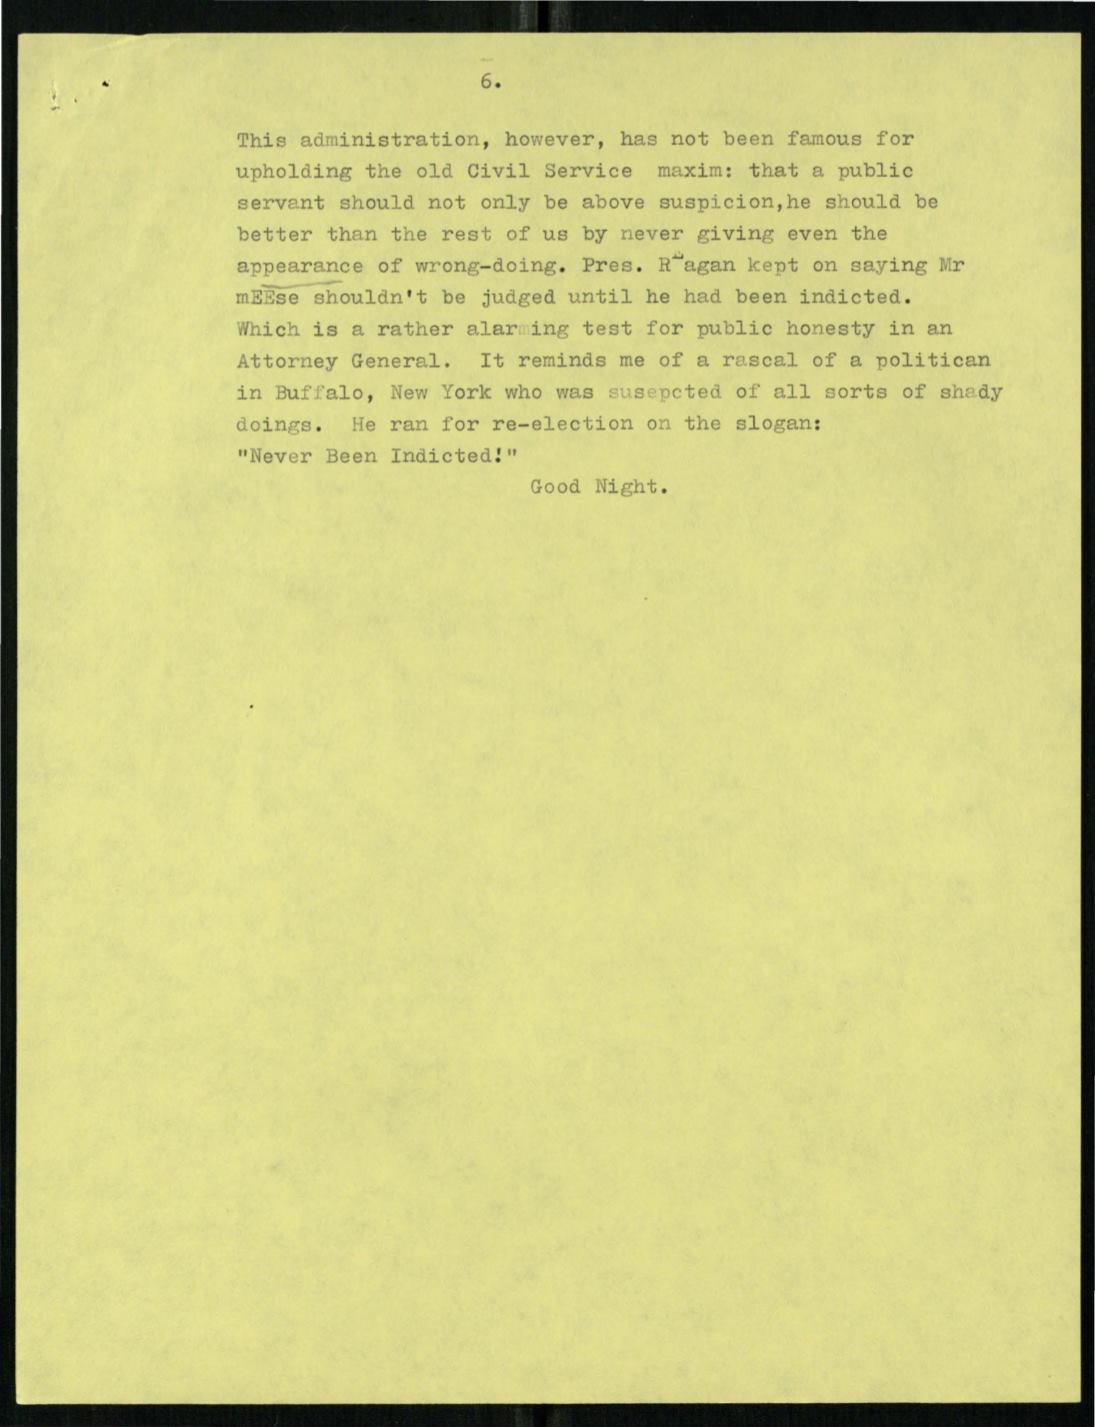 6.
This administration, however, has not been famous for
upholding the old Civil Service  maxim: that a public
servant should not only be above suspicion,he should be
better than the rest of us by never giving even the
appearance of wrong-doing. Pres. Reagan kept on saying Mr
mEEse shouldn't be judged until he had been indicted.
Which is a rather alarming test for public honesty in an
Attorney General.  It reminds me of a rascal of a politican
in Buffalo, New York who was susepcted of all sorts of shady
doings.  He ran for re-election on the slogan:
"Never Been Indicted!"
Good Night.